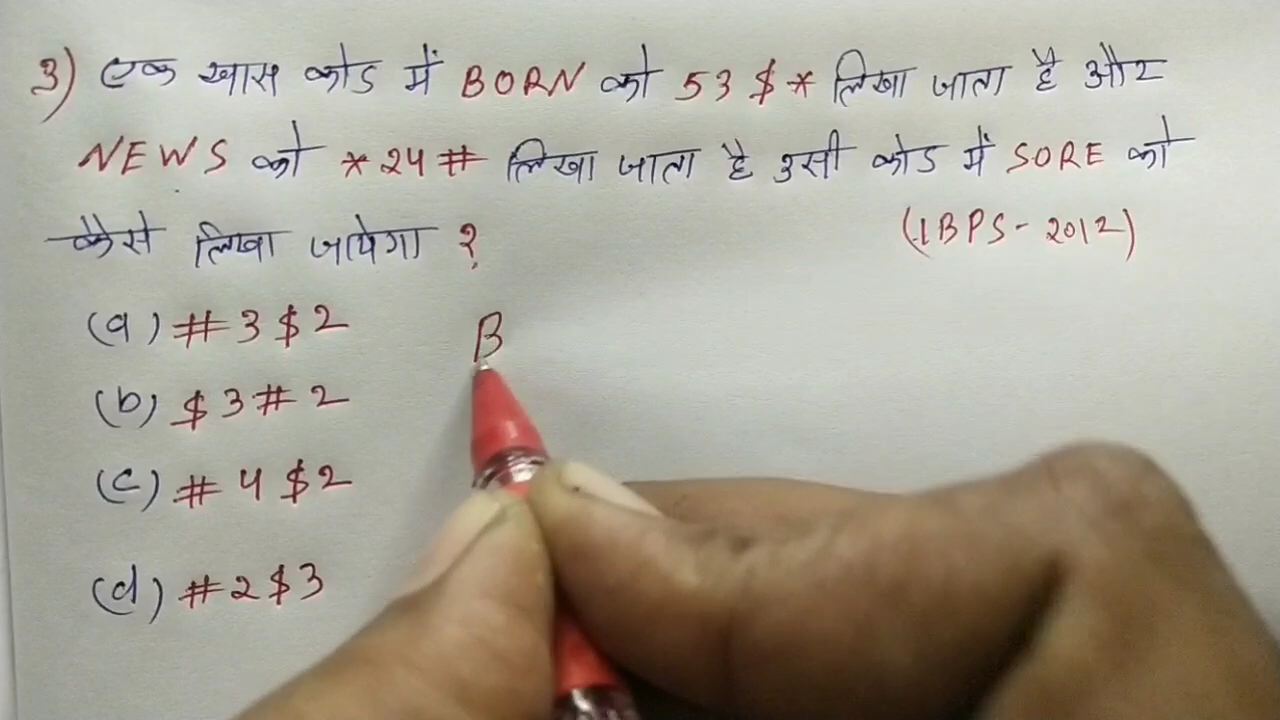 3) एक खास कोड में BORN को 53$* लिखा जाता है और
NEWS को *24# लिखा जाता है उसी कोड में SORE को
कैसे लिखा जायेगा ?
(IBPS-2012)
(a) #3$2
(b) $3#2
(c) #4$2
(d) #2$3
B